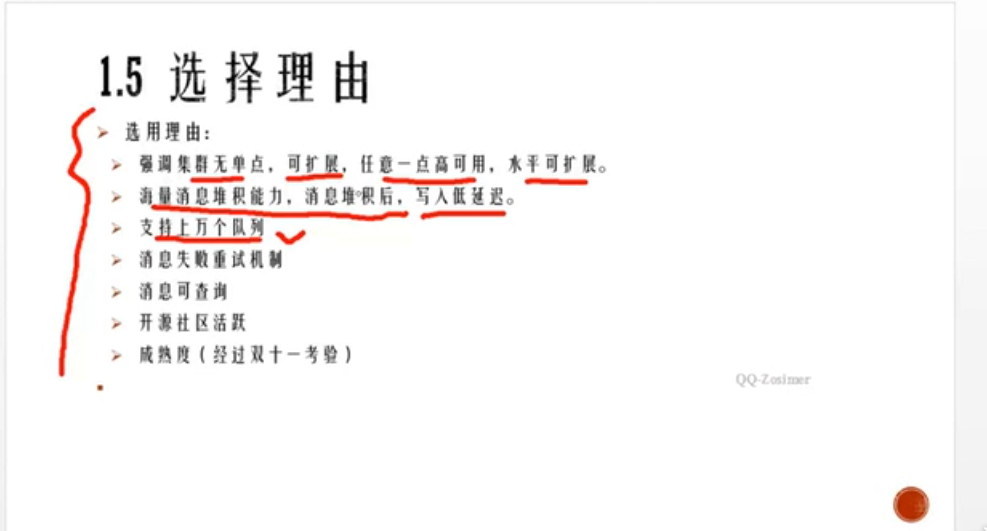 1.5 选择理由
选用理由：
强调集群无单点，可扩展，任意一点高可用，水平可扩展。
海量消息堆积能力，消息堆积后，写入低延迟。
支持上万个队列
消息失败重试机制
消息可查询
开源社区活跃
成熟度（经过双十一考验）
QQ-Zosimer